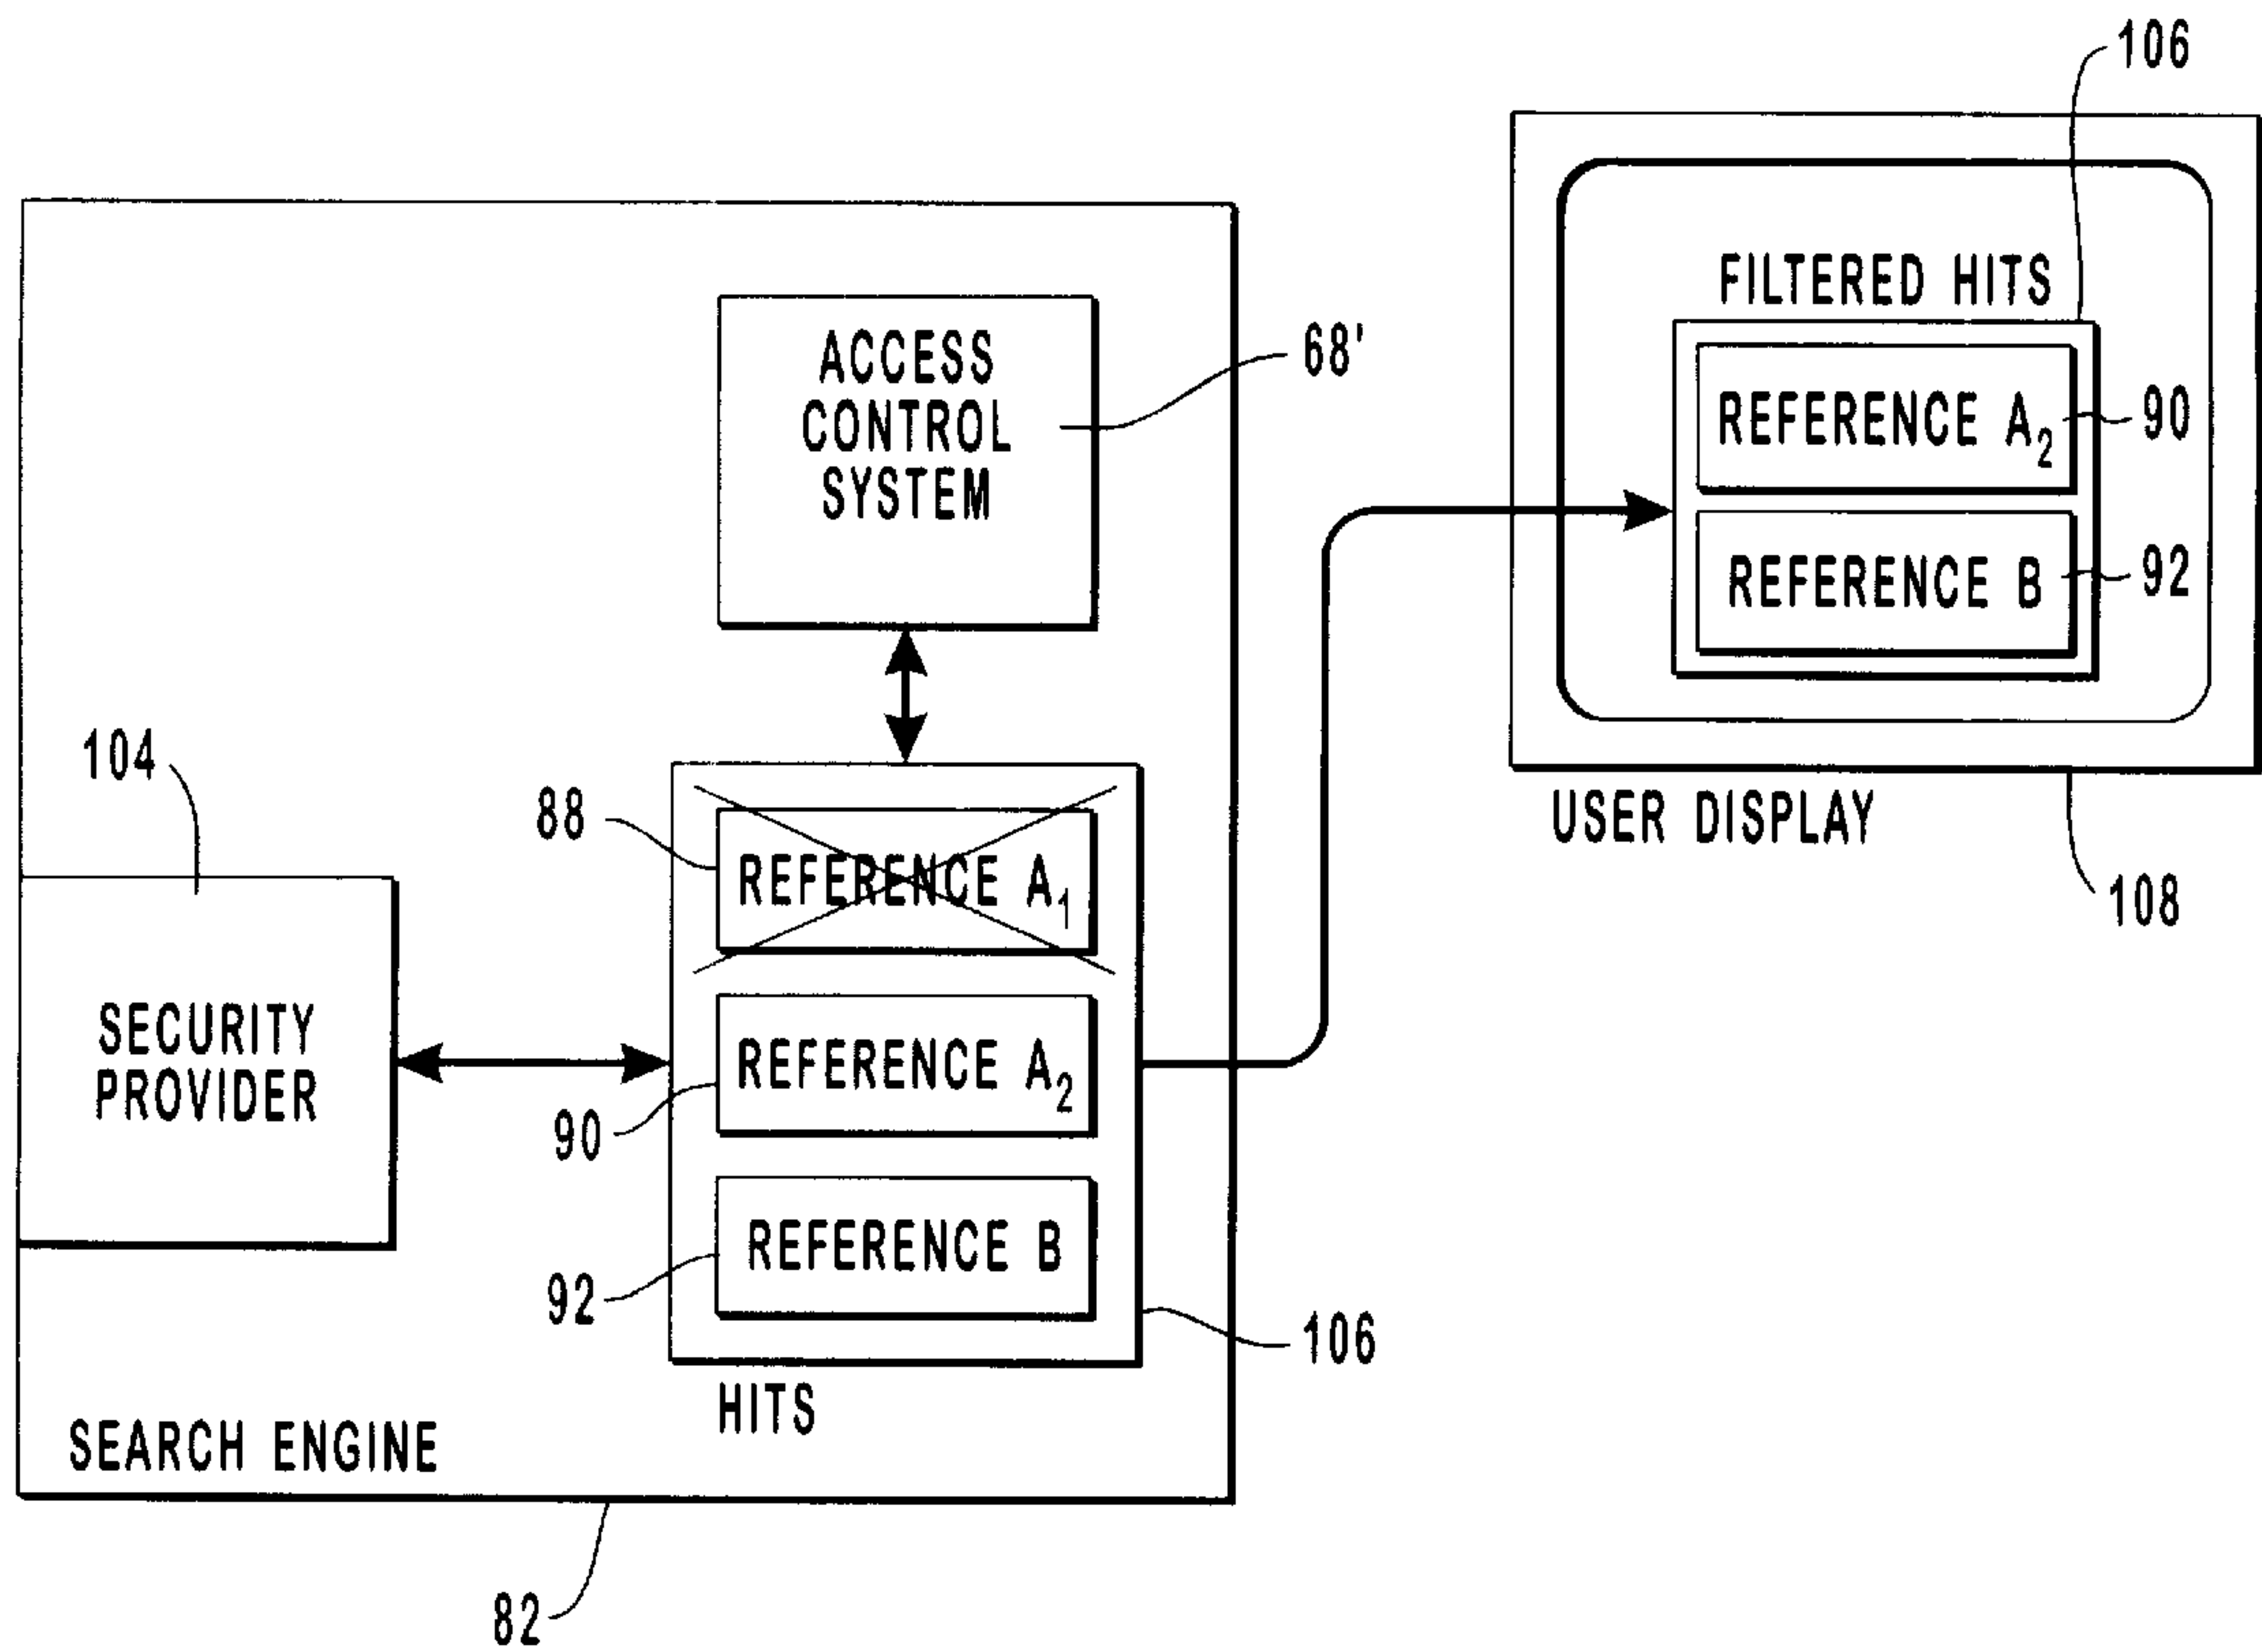 106
FILTERED HITS
REFERENCE A2
90
REFERENCE B
92
USER DISPLAY
108
ACCESS
CONTROL
SYSTEM
68'
104
SECURITY
PROVIDER
88
REFERENCE A1
REFERENCE A2
90
REFERENCE B
92
106
HITS
SEARCH ENGINE
82